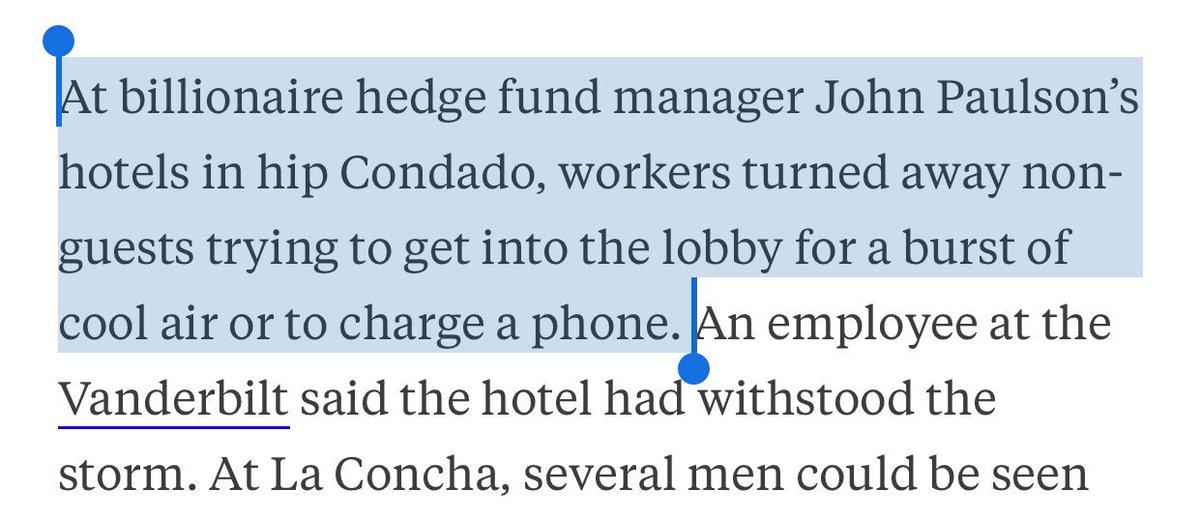 At billionaire hedge fund manager John Paulson’s
hotels in hip Condado, workers turned away non-
guests trying to get into the lobby for a burst of
cool air or to charge a phone. An employee at the
Vanderbilt said the hotel had withstood the
storm. At La Concha, several men could be seen